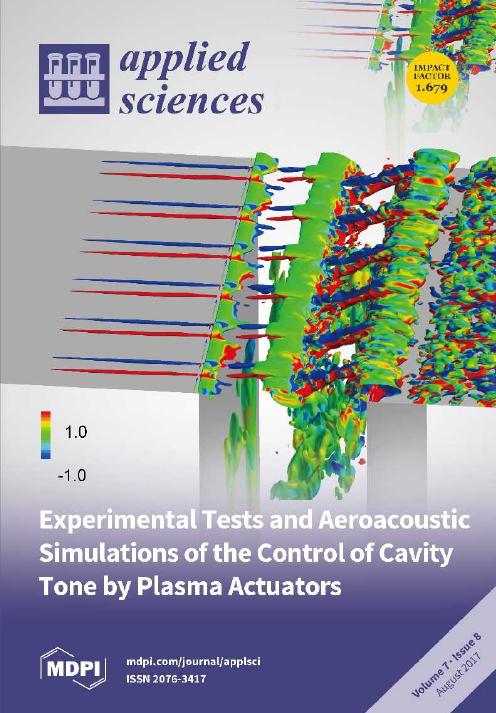 applied
sciences
IMPACT
FACTOR
1.679
1.0
-1.0
Experimental Tests and Aeroacoustic
Simulations of the Control of Cavity
Tone by Plasma Actuators
MDPI
mdpi.com/journal/applsci
ISSN 2076-3417
Volume 7 · Issue 8
August 2017